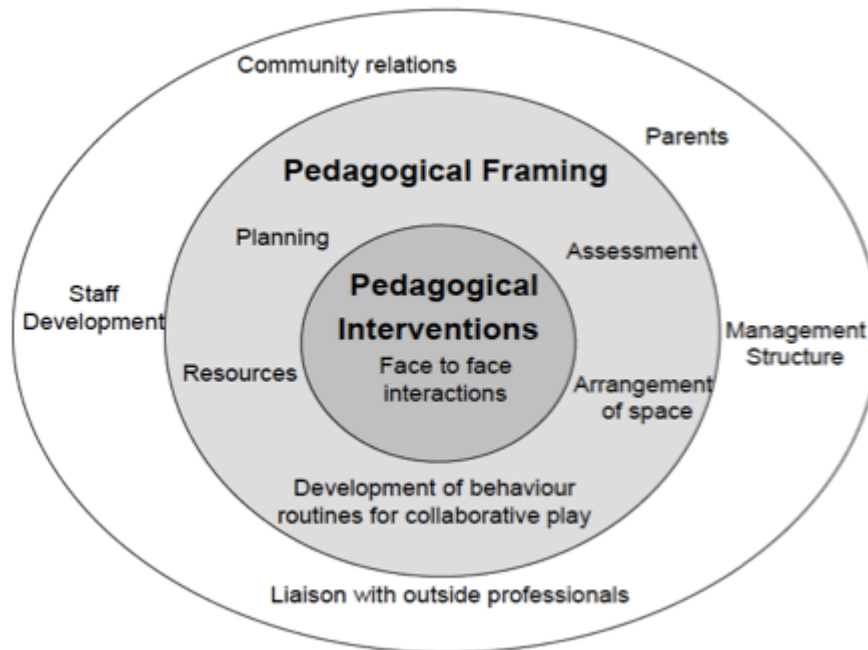 Community relations
Parents
Pedagogical Framing
Planning
Assessment
Pedagogical
Interventions
Face to face
interactions
Staff
Development
Management
Structure
Resources
Arrangement
of space
Development of behaviour
routines for collaborative play
Liaison with outside professionals